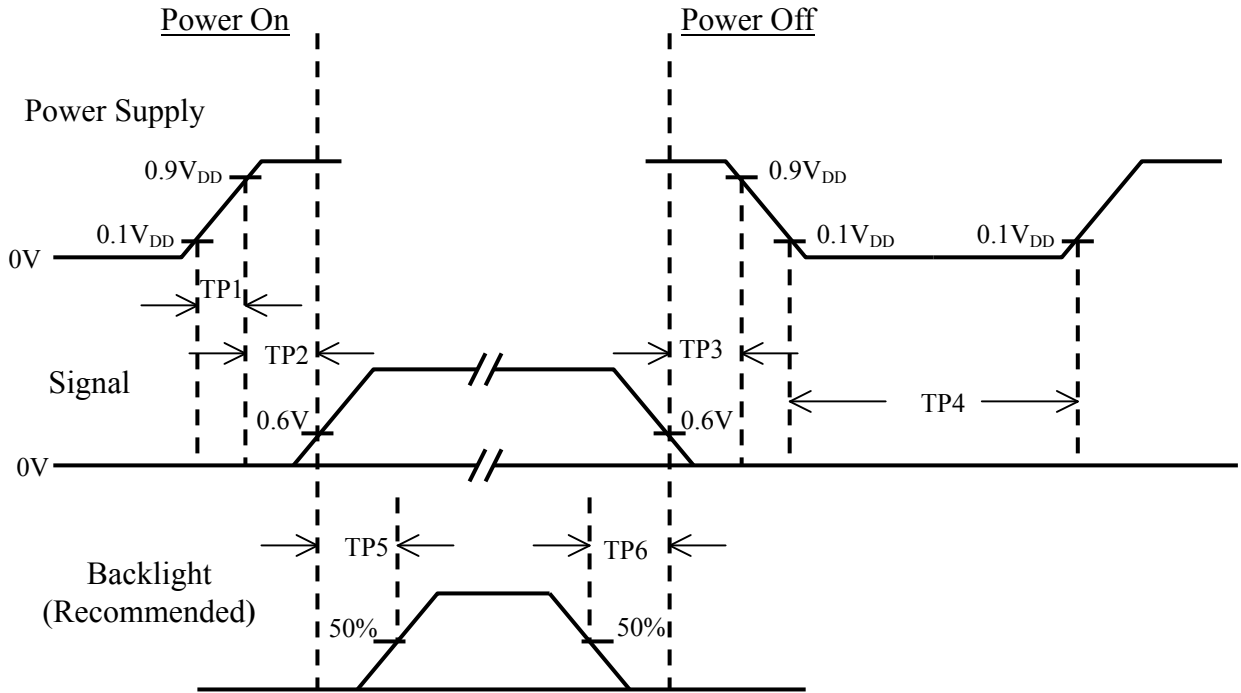 Power On
Power Off
Power Supply
0.9VDD
0.9VDD
0.1VDD
0.1VDD
0.1VDD
0V
TP1
TP2
TP3
Signal
TP4
0.6V
0.6V
0V
TP5
TP6
Backlight
(Recommended)
50%
50%